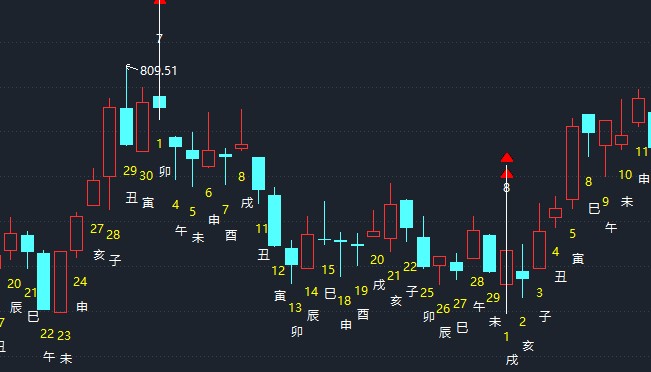 7
809.51
8
20
辰
21
巳
22
午
23
未
24
申
27
亥
28
子
29
丑
30
寅
1
卯
4
午
5
未
6
申
7
酉
8
戌
11
丑
12
寅
13
卯
14
辰
15
巳
18
申
19
酉
20
戌
21
亥
22
子
25
卯
26
辰
27
巳
28
午
29
未
1
戌
2
亥
3
子
4
丑
5
寅
8
巳
9
午
10
未
11
申